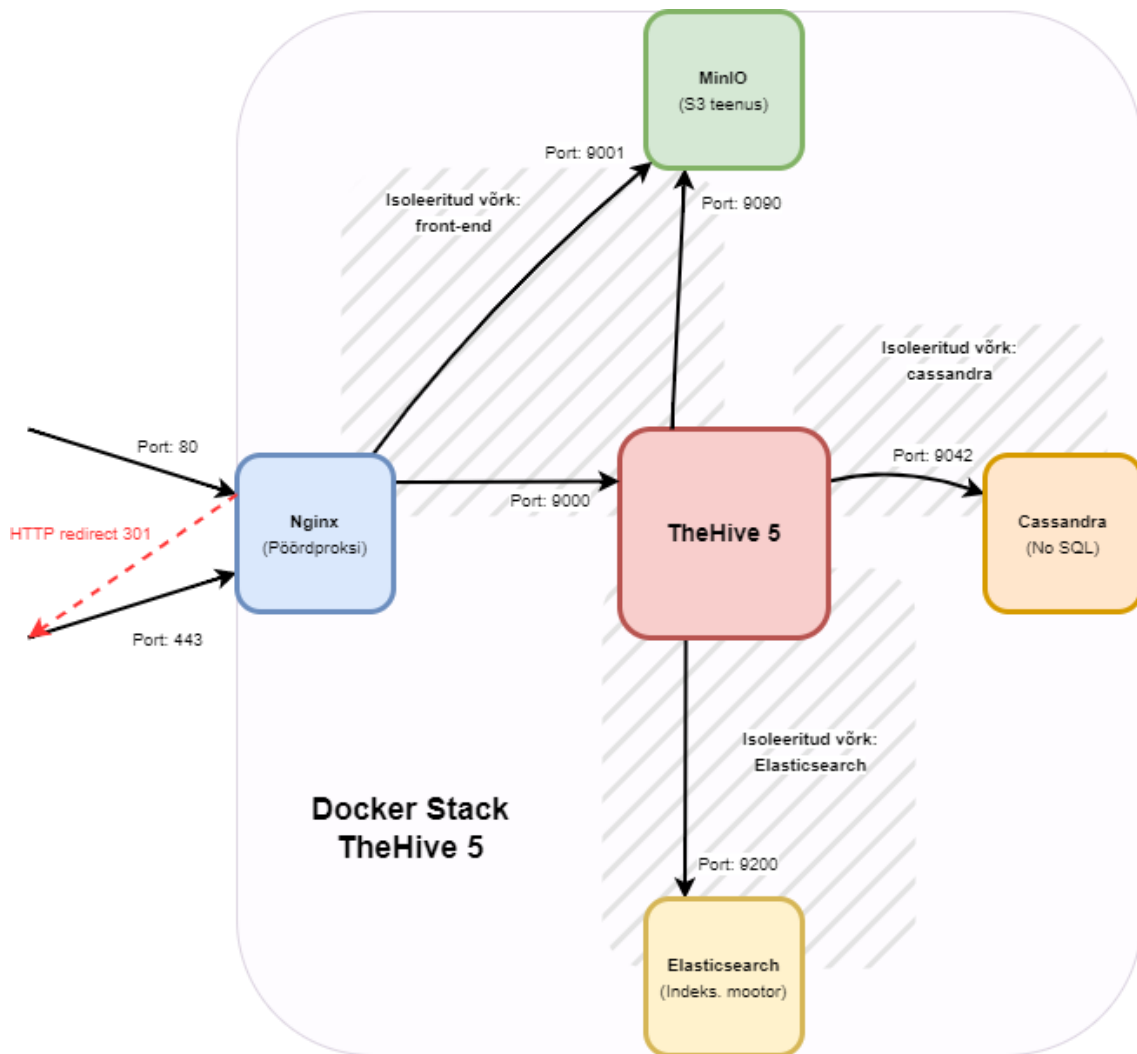 MinIO
(S3 teenus)
Port: 9001
Isoleeritud võrk:
front-end
Port: 9090
Isoleeritud võrk:
cassandra
Port: 80
Port: 9042
HTTP redirect 301
Nginx
(Pöördproksi)
Port: 9000
TheHive 5
Cassandra
(No SQL)
Port: 443
Isoleeritud võrk:
Elasticsearch
Docker Stack
TheHive 5
Port: 9200
Elasticsearch
(Indeks. mootor)